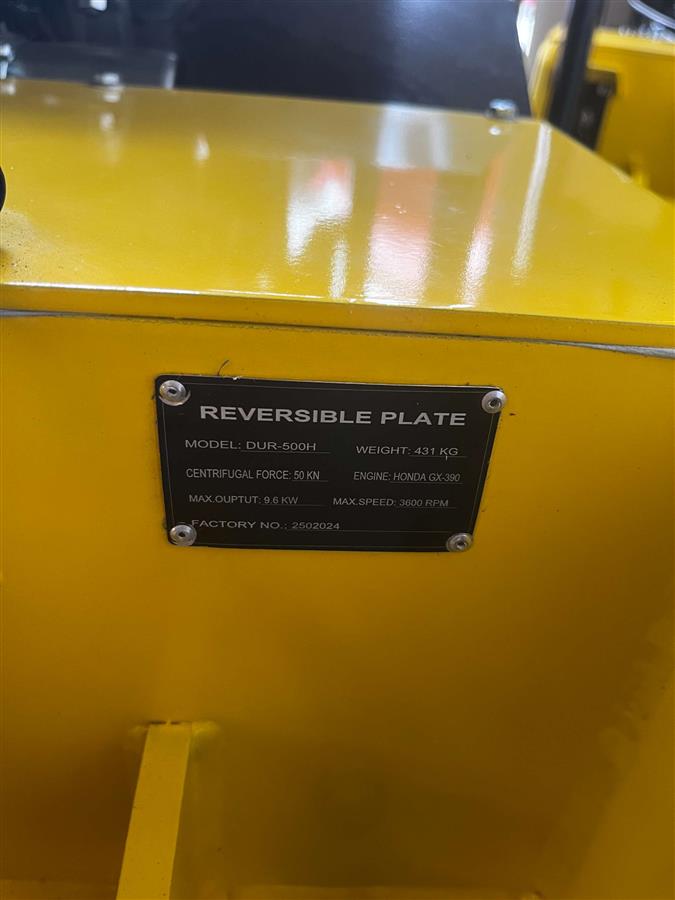 REVERSIBLE PLATE
MODEL: DUR-500H WEIGHT: 431 KG
CENTRIFUGAL FORCE: 50 KN ENGINE: HONDA GX-390
MAX.OUPTUT: 9.6 KW MAX.SPEED: 3600 RPM
FACTORY NO.: 2502024